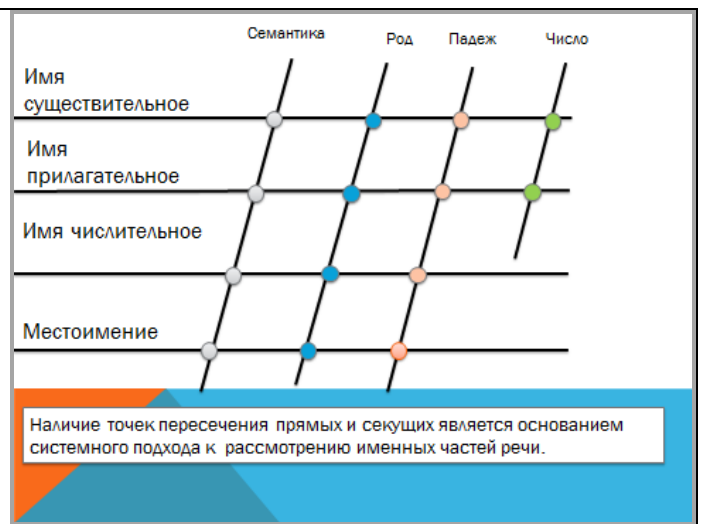 Семантика Род Падеж Число
Имя
существительное
Имя
прилагательное
Имя числительное
Местоимение
Наличие точек пересечения прямых и секущих является основанием
системного подхода к рассмотрению именных частей речи.